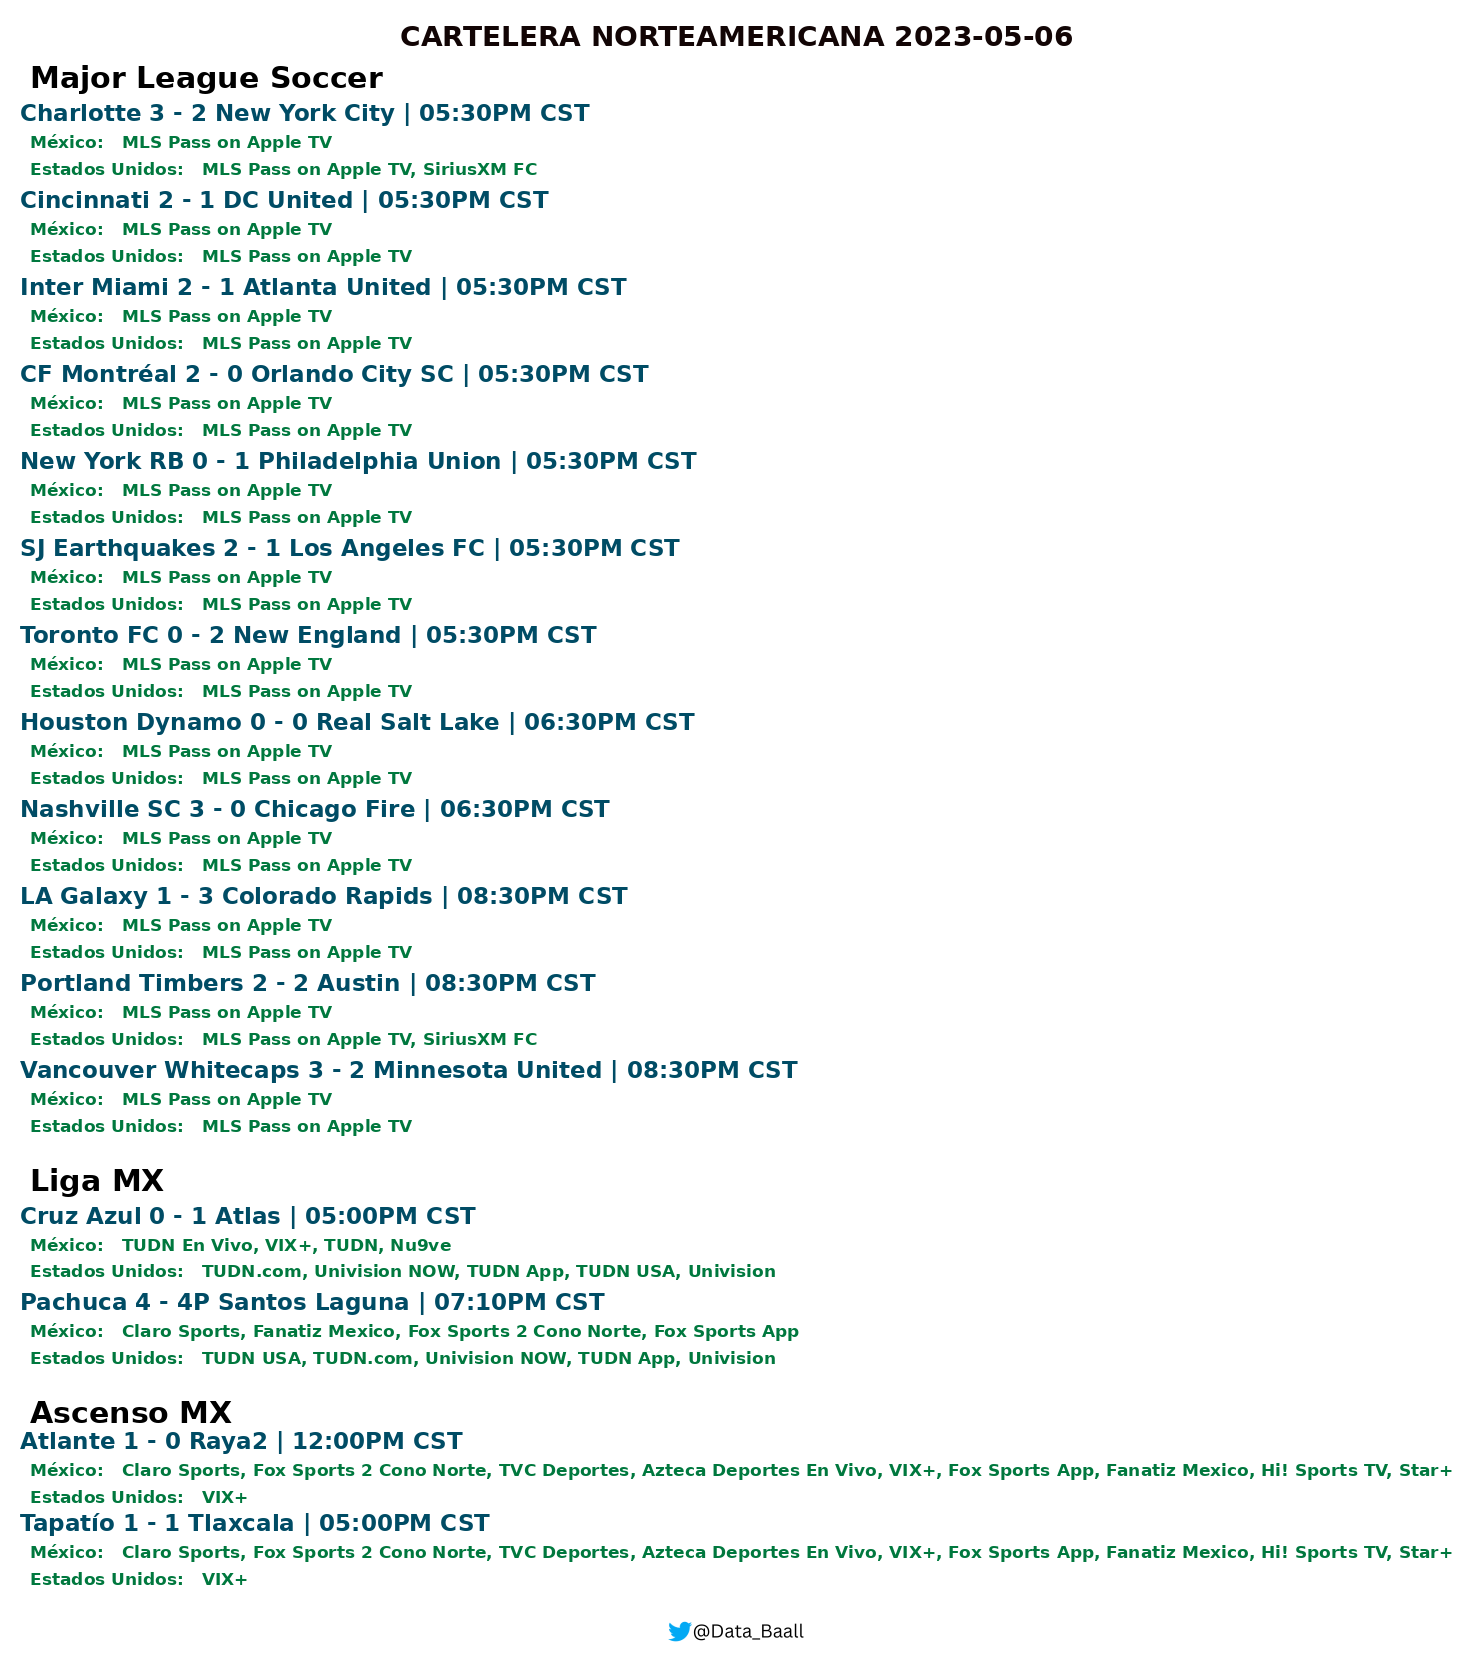 CARTELERA NORTEAMERICANA 2023-05-06
Major League Soccer
Charlotte 3 - 2 New York City | 05:30PM CST
México: MLS Pass on Apple TV
Estados Unidos: MLS Pass on Apple TV, SiriusXM FC
Cincinnati 2 - 1 DC United | 05:30PM CST
México: MLS Pass on Apple TV
Estados Unidos: MLS Pass on Apple TV
Inter Miami 2 - 1 Atlanta United | 05:30PM CST
México: MLS Pass on Apple TV
Estados Unidos: MLS Pass on Apple TV
CF Montréal 2 - 0 Orlando City SC | 05:30PM CST
México: MLS Pass on Apple TV
Estados Unidos: MLS Pass on Apple TV
New York RB 0 - 1 Philadelphia Union | 05:30PM CST
México: MLS Pass on Apple TV
Estados Unidos: MLS Pass on Apple TV
SJ Earthquakes 2 - 1 Los Angeles FC | 05:30PM CST
México: MLS Pass on Apple TV
Estados Unidos: MLS Pass on Apple TV
Toronto FC 0 - 2 New England | 05:30PM CST
México: MLS Pass on Apple TV
Estados Unidos: MLS Pass on Apple TV
Houston Dynamo 0 - 0 Real Salt Lake | 06:30PM CST
México: MLS Pass on Apple TV
Estados Unidos: MLS Pass on Apple TV
Nashville SC 3 - 0 Chicago Fire | 06:30PM CST
México: MLS Pass on Apple TV
Estados Unidos: MLS Pass on Apple TV
LA Galaxy 1 - 3 Colorado Rapids | 08:30PM CST
México: MLS Pass on Apple TV
Estados Unidos: MLS Pass on Apple TV
Portland Timbers 2 - 2 Austin | 08:30PM CST
México: MLS Pass on Apple TV
Estados Unidos: MLS Pass on Apple TV, SiriusXM FC
Vancouver Whitecaps 3 - 2 Minnesota United | 08:30PM CST
México: MLS Pass on Apple TV
Estados Unidos: MLS Pass on Apple TV
Liga MX
Cruz Azul 0 - 1 Atlas | 05:00PM CST
México: TUDN En Vivo, VIX+, TUDN, Nu9ve
Estados Unidos: TUDN.com, Univision NOW, TUDN App, TUDN USA, Univision
Pachuca 4 - 4P Santos Laguna | 07:10PM CST
México: Claro Sports, Fanatiz Mexico, Fox Sports 2 Cono Norte, Fox Sports App
Estados Unidos: TUDN USA, TUDN.com, Univision NOW, TUDN App, Univision
Ascenso MX
Atlante 1 - 0 Raya2 | 12:00PM CST
México: Claro Sports, Fox Sports 2 Cono Norte, TVC Deportes, Azteca Deportes En Vivo, VIX+, Fox Sports App, Fanatiz Mexico, Hi! Sports TV, Star+
Estados Unidos: VIX+
Tapatío 1 - 1 Tlaxcala | 05:00PM CST
México: Claro Sports, Fox Sports 2 Cono Norte, TVC Deportes, Azteca Deportes En Vivo, VIX+, Fox Sports App, Fanatiz Mexico, Hi! Sports TV, Star+
Estados Unidos: VIX+
@Data_Baall